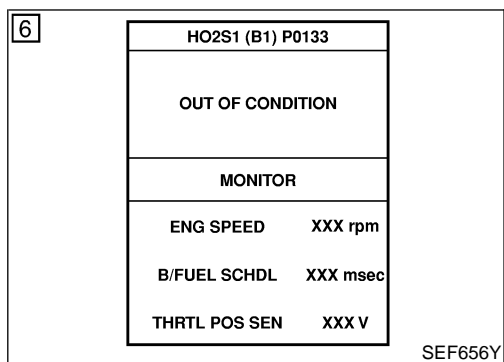 6
HO2S1 (B1) P0133
OUT OF CONDITION
MONITOR
ENG SPEED XXX rpm
B/FUEL SCHDL XXX msec
THRTL POS SEN XXX V
SEF656Y